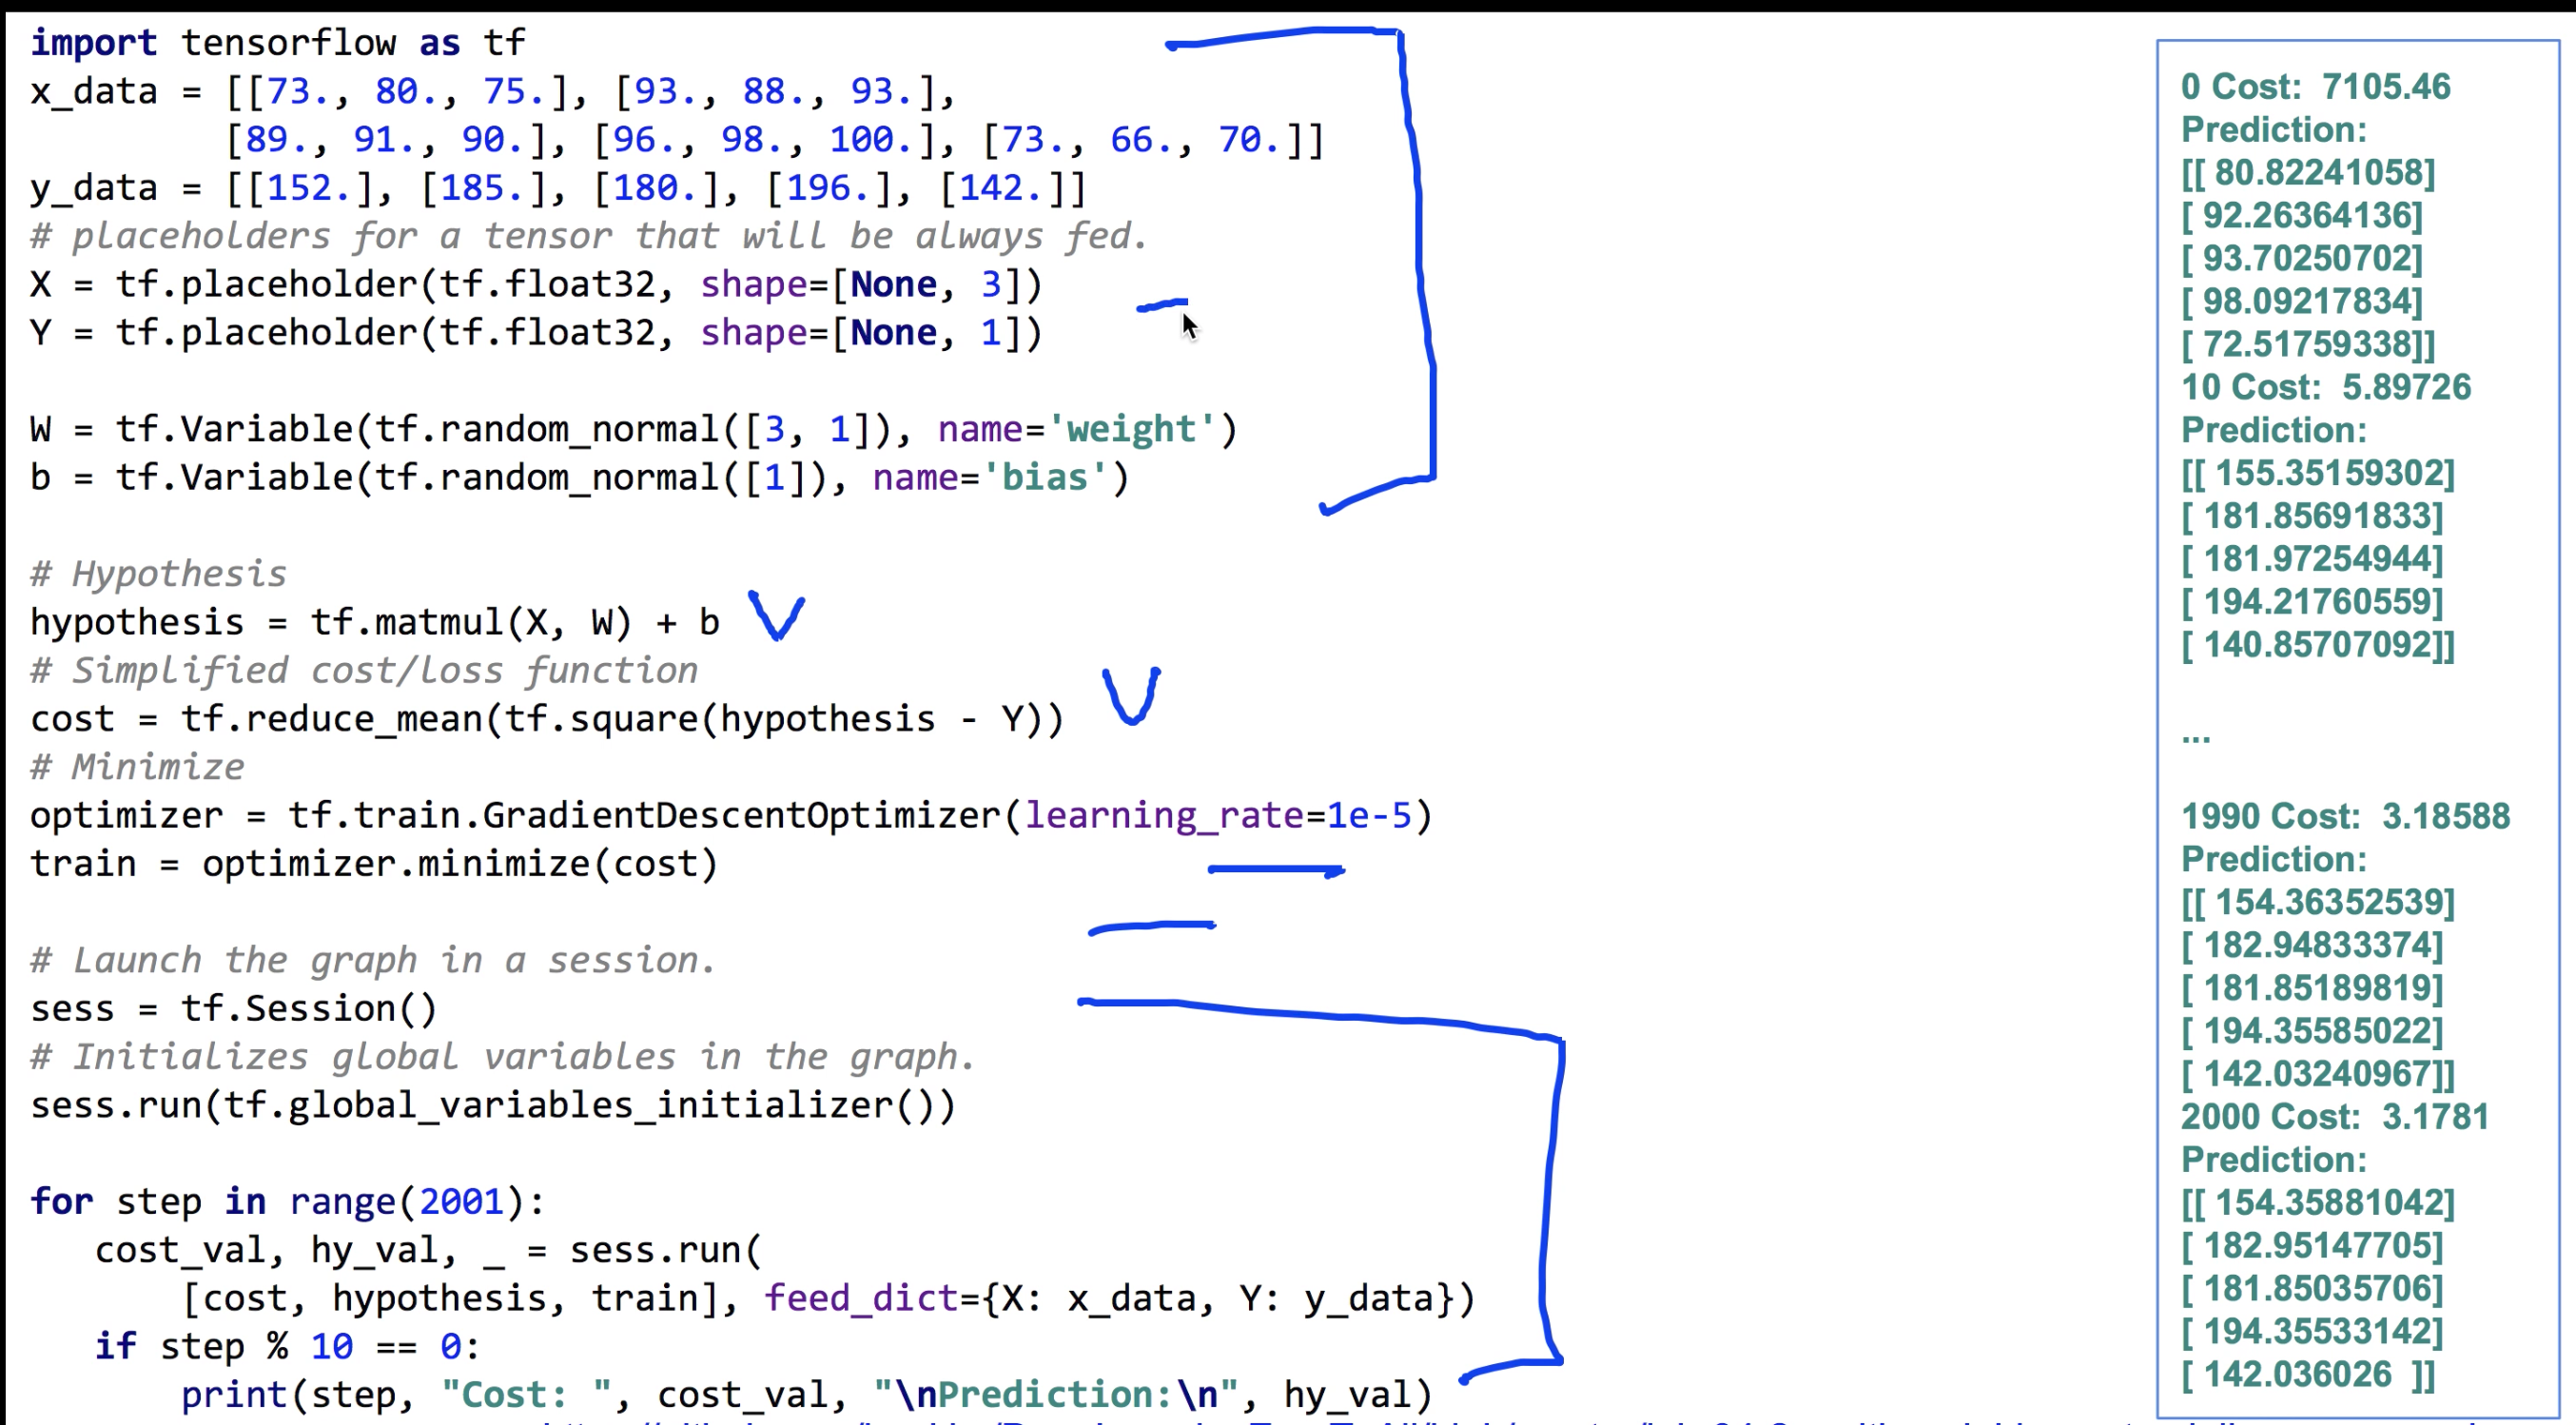 import tensorflow as tf
x_data = [[73., 80., 75.], [93., 88., 93.],
         [89., 91., 90.], [96., 98., 100.], [73., 66., 70.]]
y_data = [[152.], [185.], [180.], [196.], [142.]]
# placeholders for a tensor that will be always fed.
X = tf.placeholder(tf.float32, shape=[None, 3])
Y = tf.placeholder(tf.float32, shape=[None, 1])
W = tf.Variable(tf.random_normal([3, 1]), name='weight')
b = tf.Variable(tf.random_normal([1]), name='bias')
# Hypothesis
hypothesis = tf.matmul(X, W) + b
# Simplified cost/loss function
cost = tf.reduce_mean(tf.square(hypothesis - Y))
# Minimize
optimizer = tf.train.GradientDescentOptimizer(learning_rate=1e-5)
train = optimizer.minimize(cost)
# Launch the graph in a session.
sess = tf.Session()
# Initializes global variables in the graph.
sess.run(tf.global_variables_initializer())
for step in range(2001):
   cost_val, hy_val, _ = sess.run(
       [cost, hypothesis, train], feed_dict={X: x_data, Y: y_data})
   if step % 10 == 0:
       print(step, "Cost: ", cost_val, "\nPrediction:\n", hy_val)
0 Cost: 7105.46
Prediction:
[[ 80.82241058]
[ 92.26364136]
[ 93.70250702]
[ 98.09217834]
[ 72.51759338]]
10 Cost: 5.89726
Prediction:
[[ 155.35159302]
[ 181.85691833]
[ 181.97254944]
[ 194.21760559]
[ 140.85707092]]
...
1990 Cost: 3.18588
Prediction:
[[ 154.36352539]
[ 182.94833374]
[ 181.85189819]
[ 194.35585022]
[ 142.03240967]]
2000 Cost: 3.1781
Prediction:
[[ 154.35881042]
[ 182.95147705]
[ 181.85035706]
[ 194.35533142]
[ 142.036026 ]]